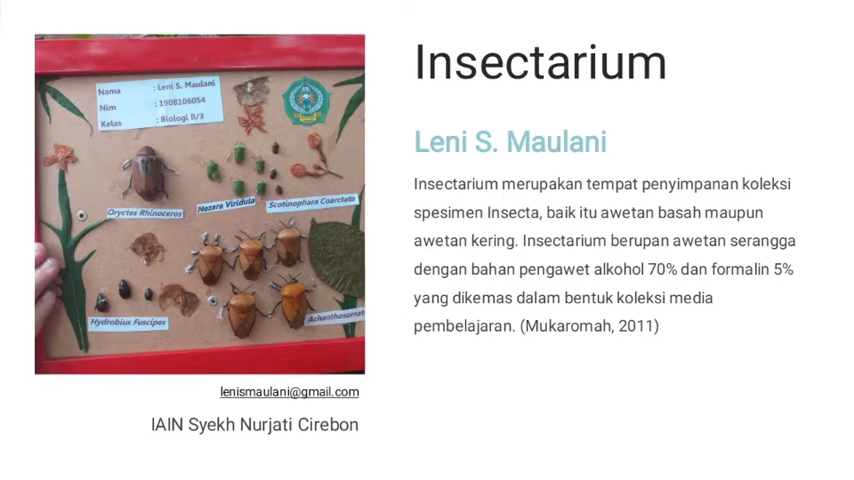 Insectarium
Leni S. Maulani
Insectarium merupakan tempat penyimpanan koleksi
spesimen Insecta, baik itu awetan basah maupun
awetan kering. Insectarium berupan awetan serangga
dengan bahan pengawet alkohol 70% dan formalin 5%
yang dikemas dalam bentuk koleksi media
pembelajaran. (Mukaromah, 2011)
Nama : Leni S. Maulani
Nim : 1908106054
Kelas : Biologi B/3
Oryctes Rhinoceros
Nezara Viridula
Scotinophara Coarctata
Hydrobius Fuscipes
Achanthosomat
lenismaulani@gmail.com
IAIN Syekh Nurjati Cirebon